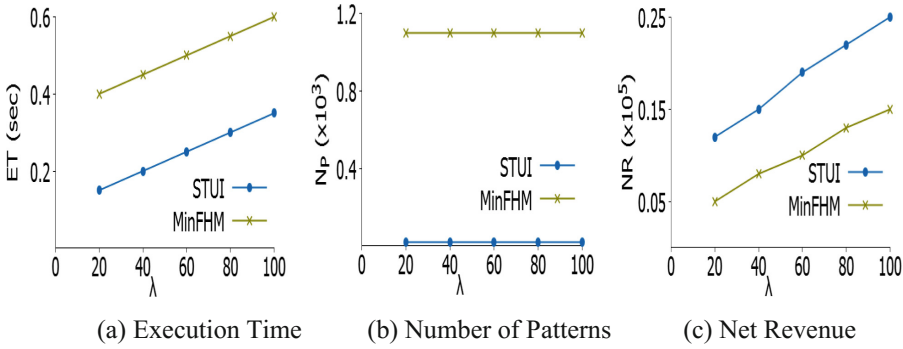 ET (sec)
0.6
0.4
0.2
0
20
40
60
80
100
λ
STUI
MinFHM
(a) Execution Time
NP (×10³)
1.2
0.8
0.4
0
20
40
60
80
100
λ
STUI
MinFHM
(b) Number of Patterns
NR (×10⁵)
0.25
0.15
0.05
0
20
40
60
80
100
λ
STUI
MinFHM
(c) Net Revenue